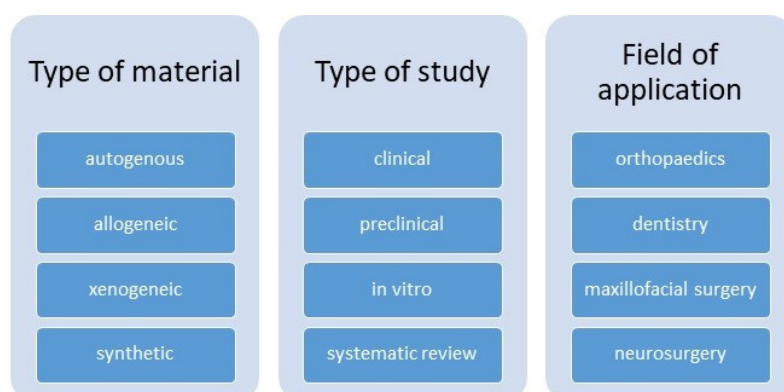 Type of material
autogenous
allogeneic
xenogeneic
synthetic
Type of study
clinical
preclinical
in vitro
systematic review
Field of
application
orthopaedics
dentistry
maxillofacial surgery
neurosurgery